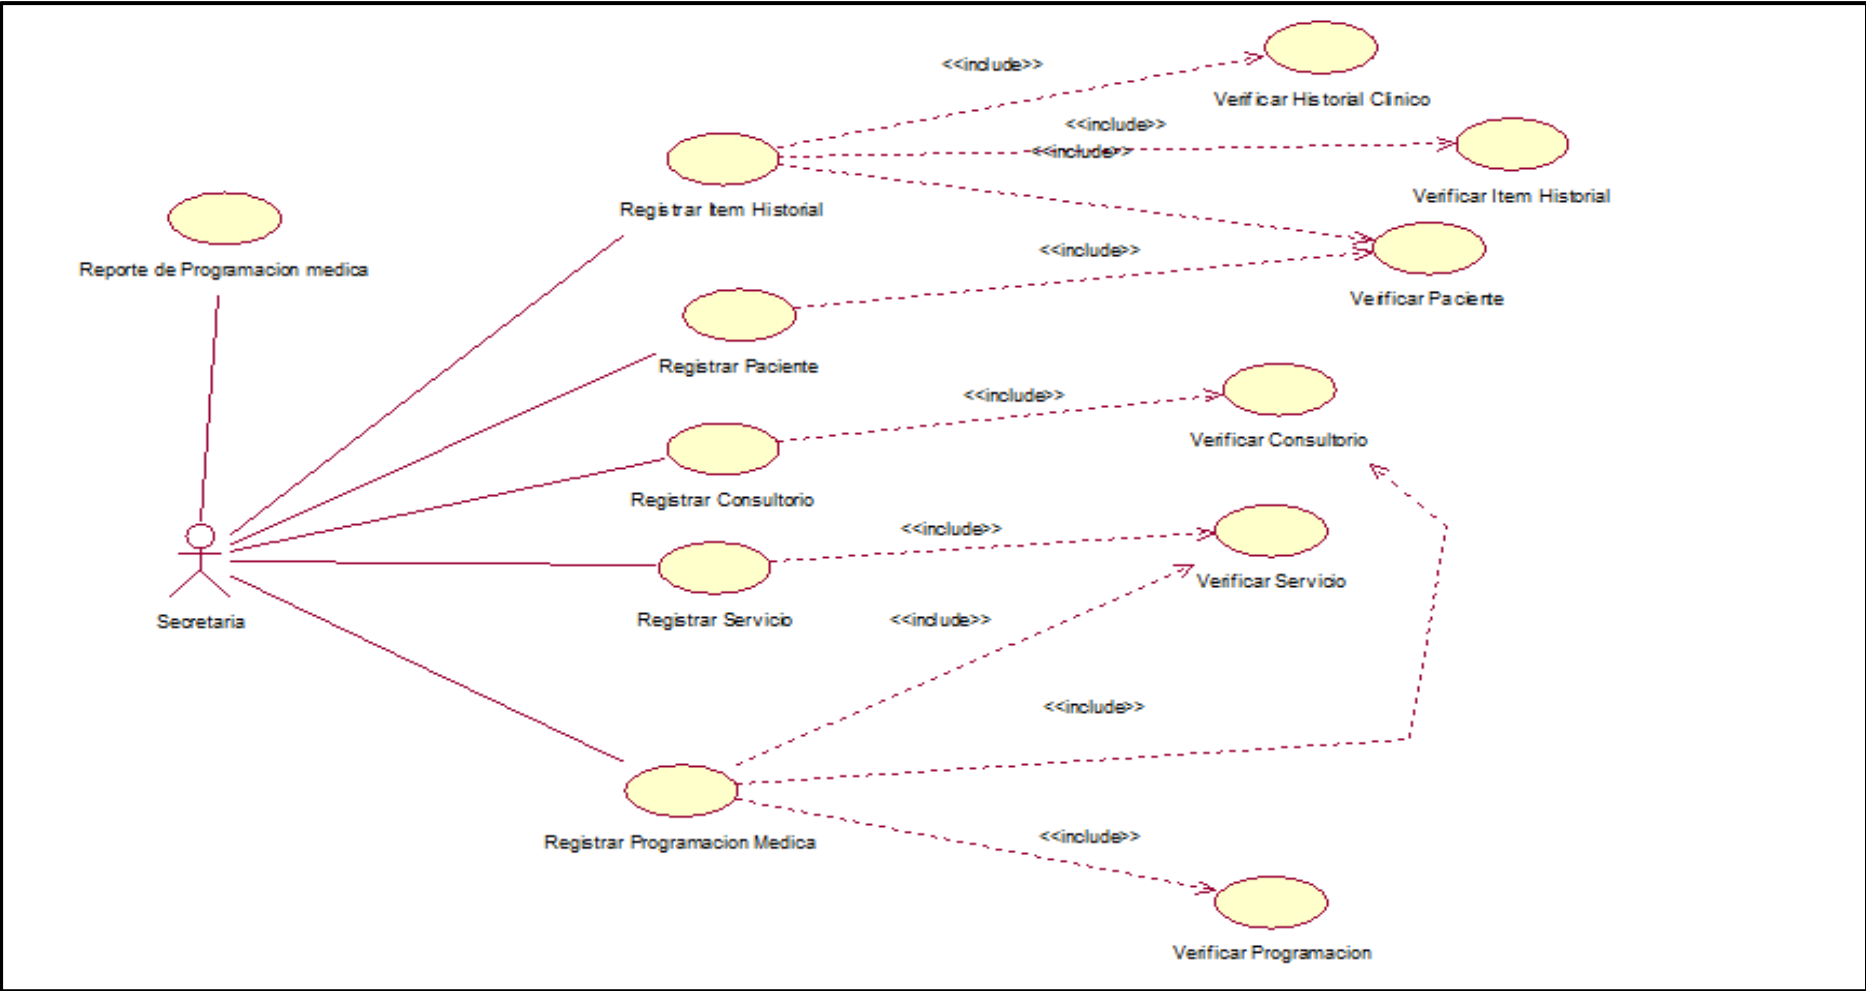 <<include>>
Verificar Historial Clinico
<<include>>
<<include>>
Verificar Item Historial
Registrar Item Historial
<<include>>
Reporte de Programacion medica
Verificar Paciente
Registrar Paciente
<<include>>
Verificar Consultorio
Registrar Consultorio
<<include>>
Verificar Servicio
Secretaria
Registrar Servicio
<<include>>
<<include>>
Registrar Programacion Medica
<<include>>
Verificar Programacion